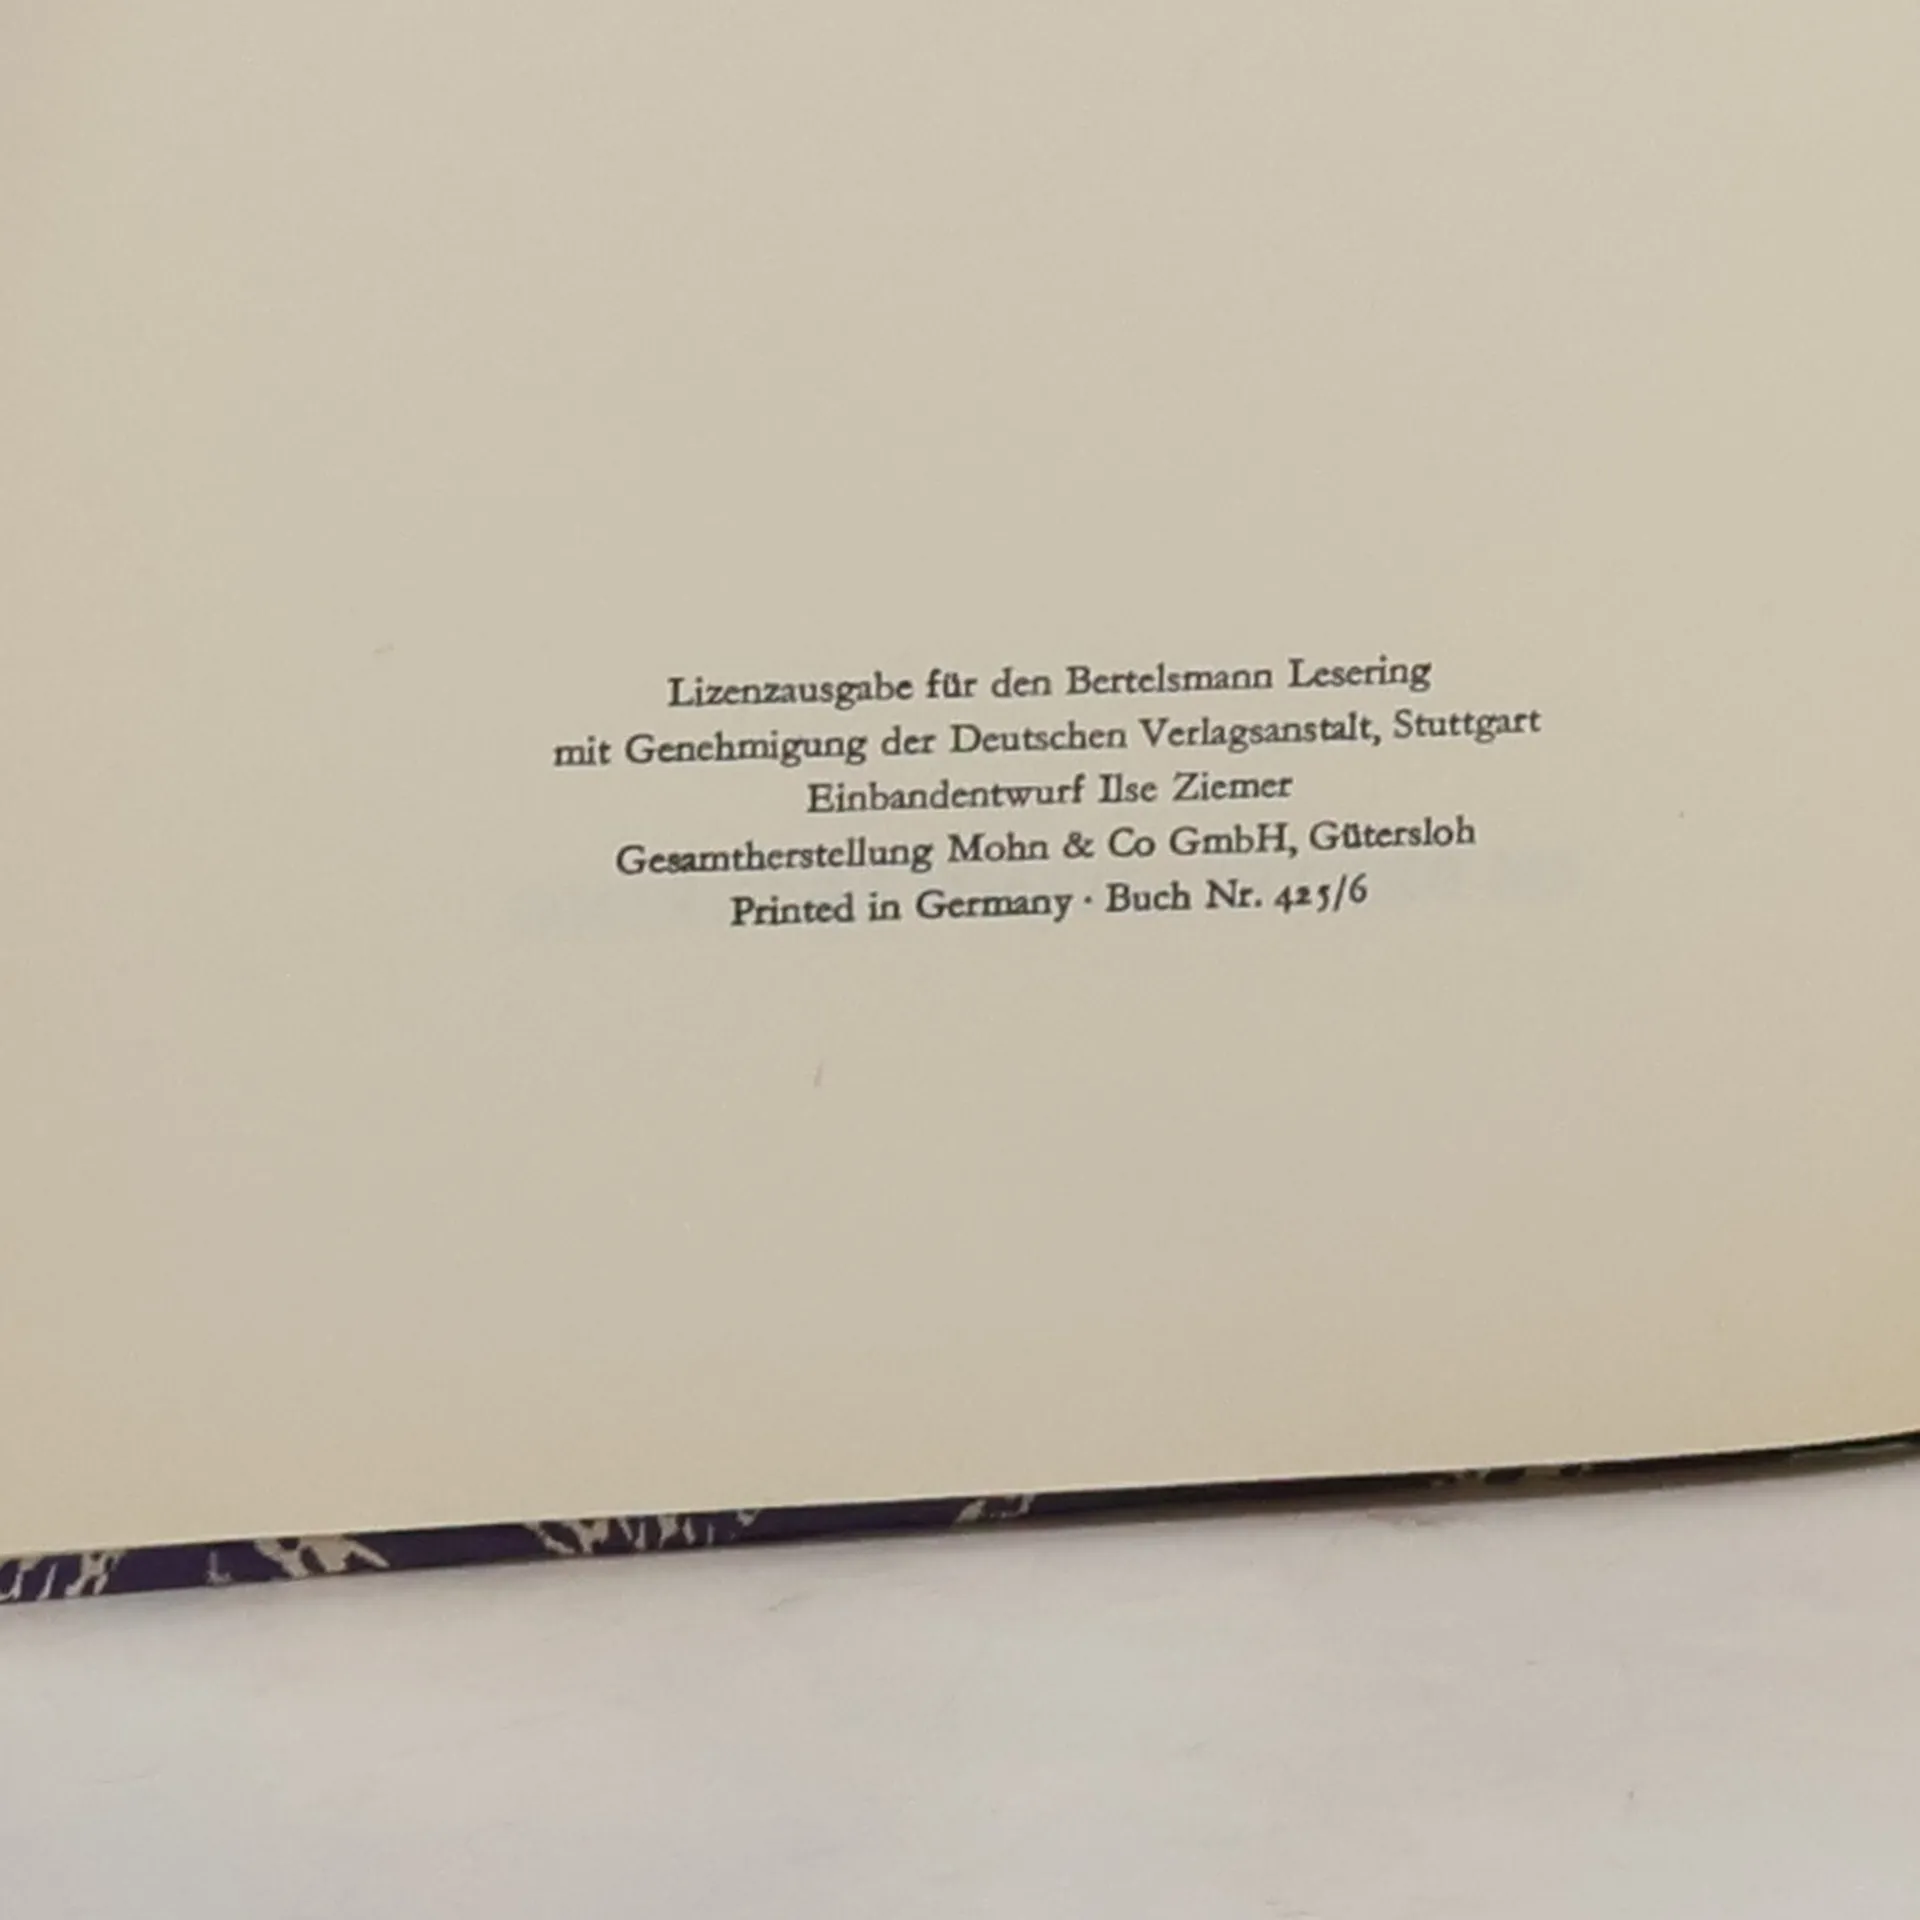 Lizenzausgabe für den Bertelsmann Lesering
mit Genehmigung der Deutschen Verlagsanstalt, Stuttgart
Einbandentwurf Ilse Ziemer
Gesamtherstellung Mohn & Co GmbH, Gütersloh
Printed in Germany · Buch Nr. 425/6